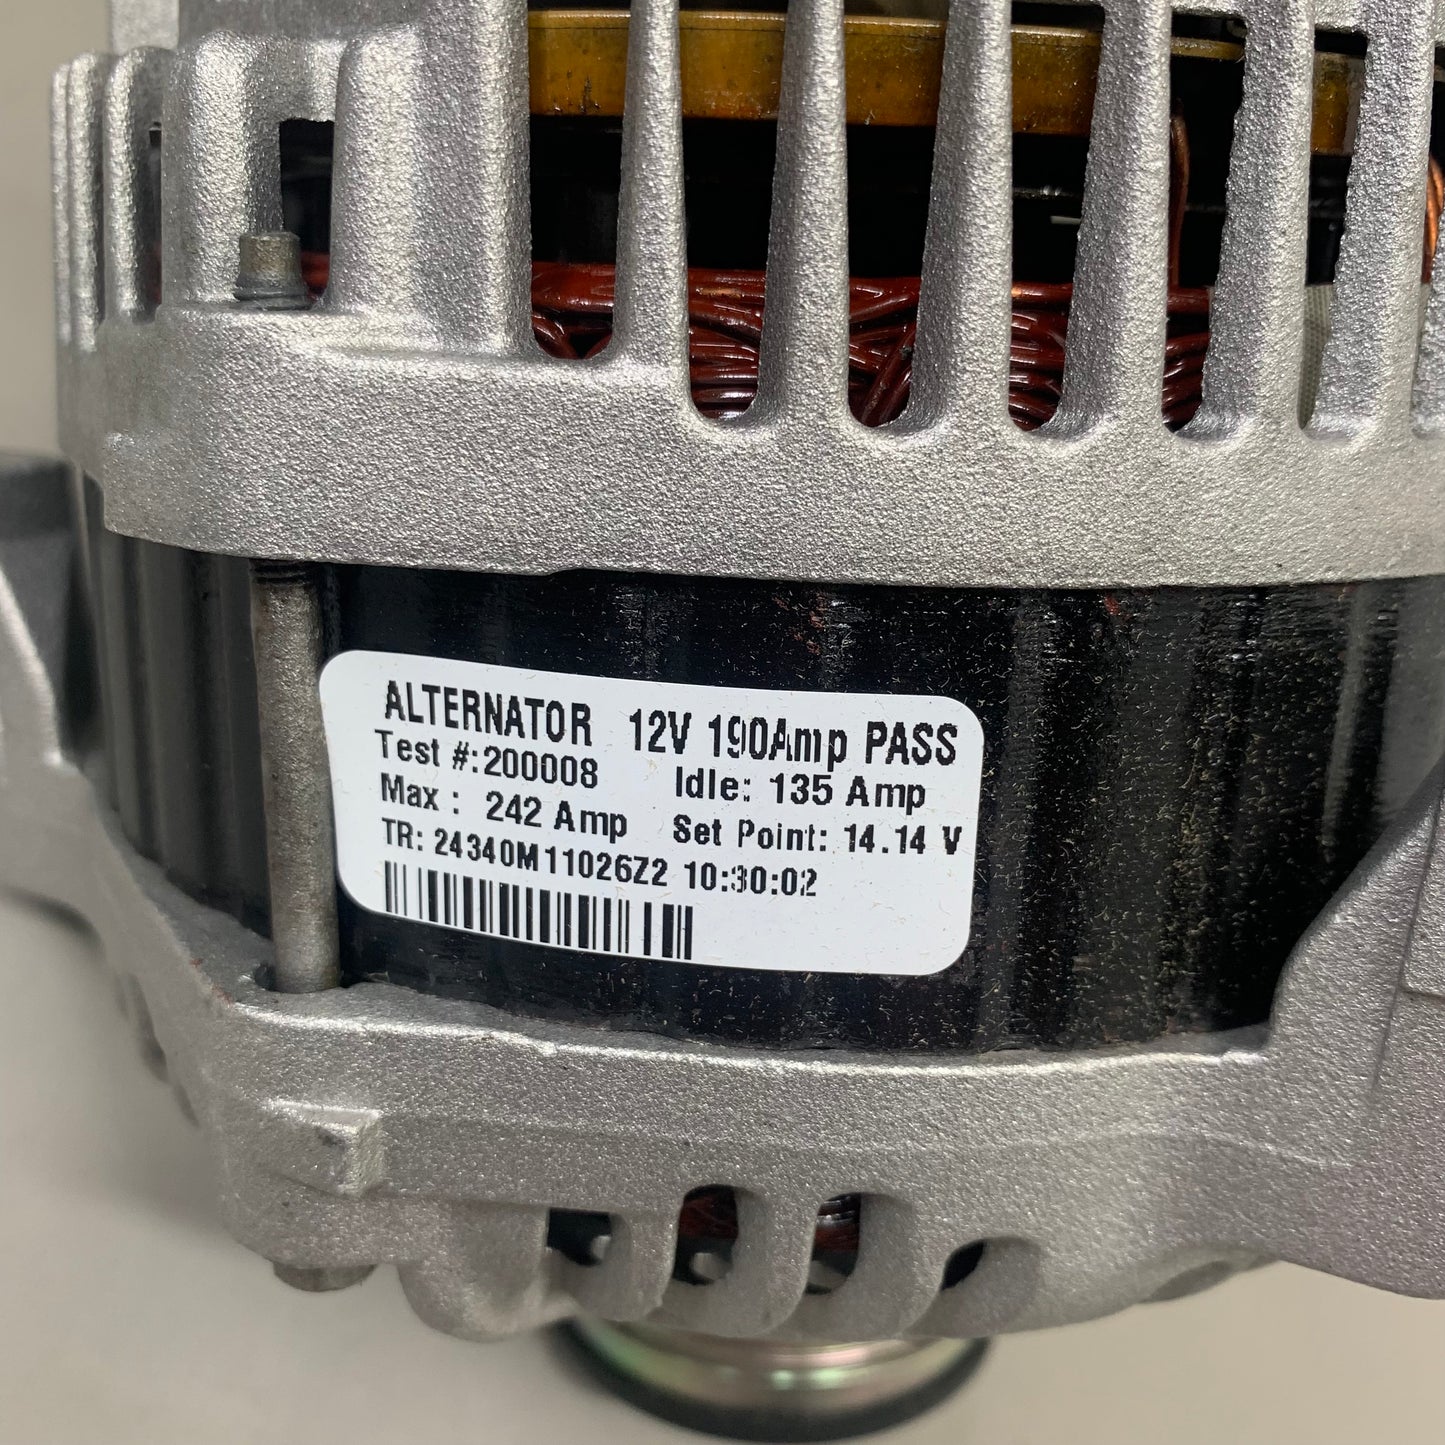 ALTERNATOR 12V 190Amp PASS
Test #:200008 Idle: 135 Amp
Max : 242 Amp Set Point: 14.14 V
TR: 24340M11026Z2 10:30:02